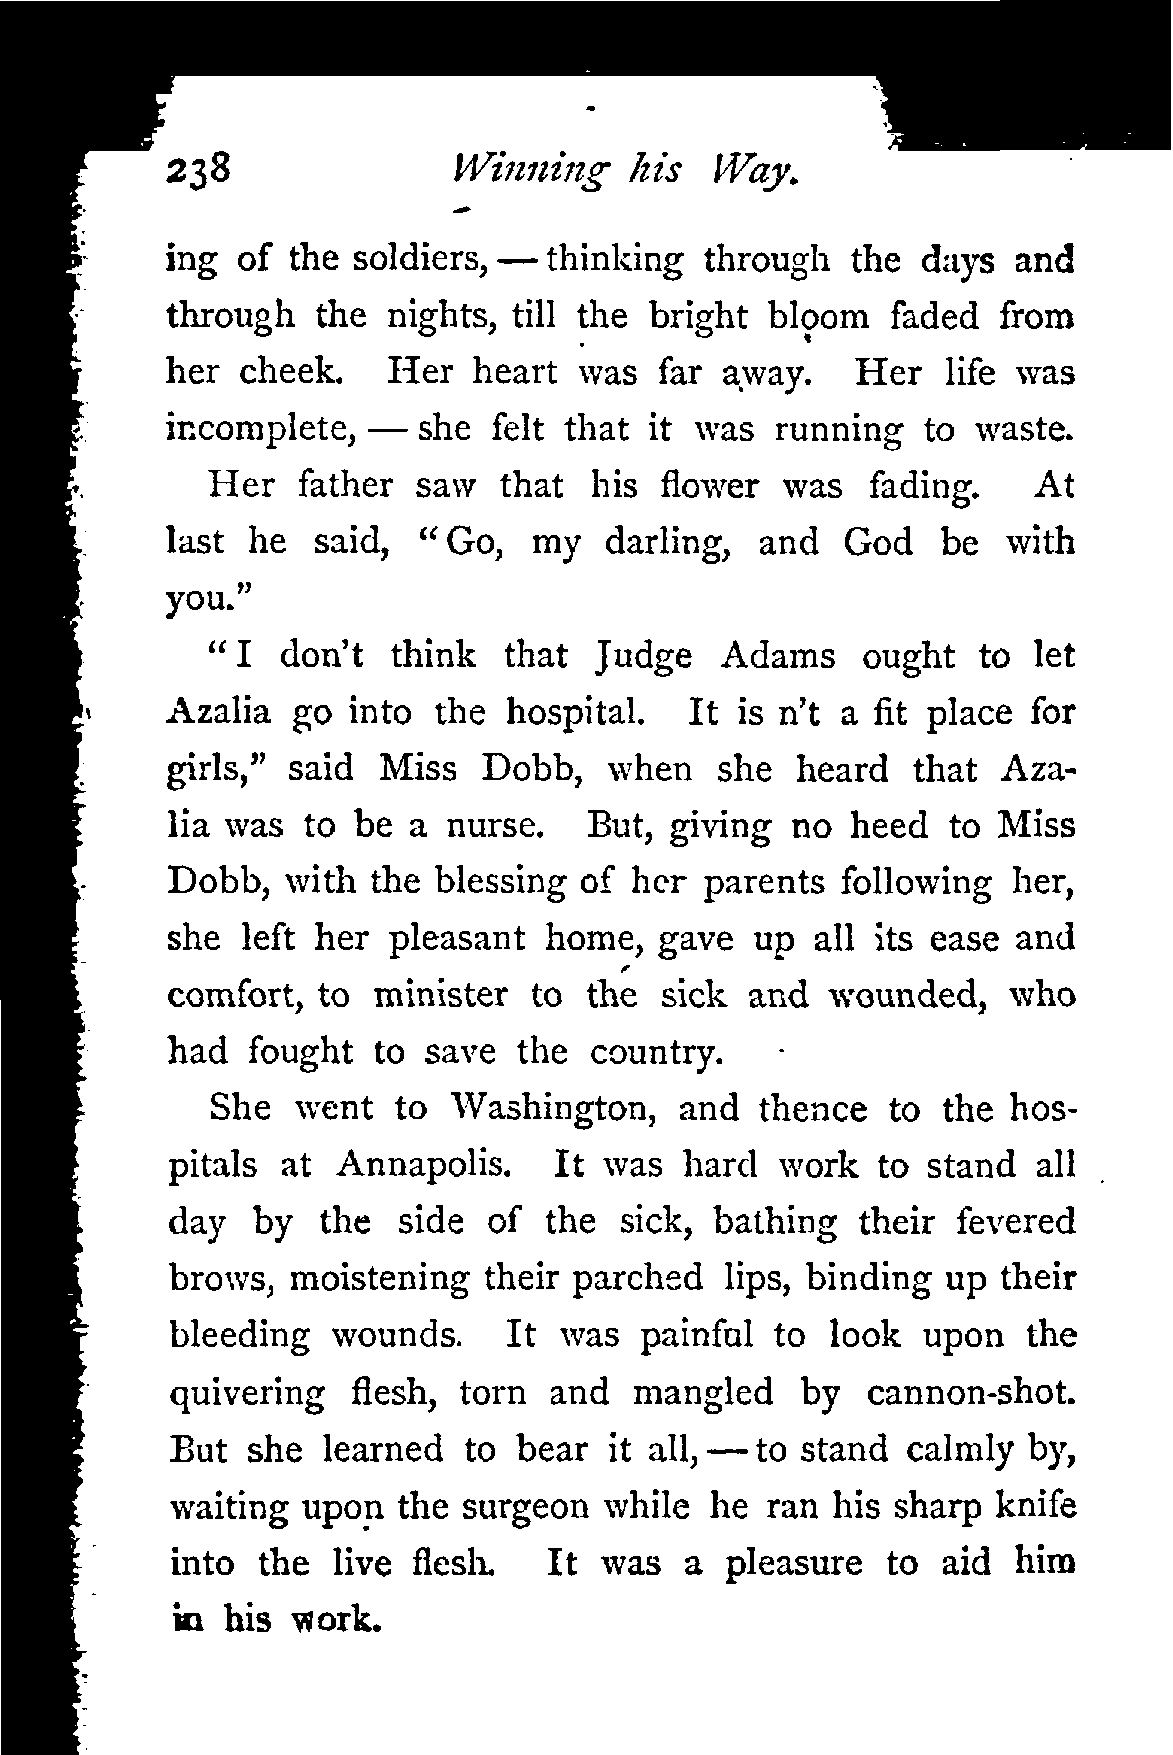 238 Winning his Way.
ing of the soldiers, — thinking through the days and
through the nights, till the bright bloom faded from
her cheek. Her heart was far away. Her life was
incomplete, — she felt that it was running to waste.
Her father saw that his flower was fading. At
last he said, “Go, my darling, and God be with
you.”
“I don't think that Judge Adams ought to let
Azalia go into the hospital. It is n't a fit place for
girls,” said Miss Dobb, when she heard that Aza-
lia was to be a nurse. But, giving no heed to Miss
Dobb, with the blessing of her parents following her,
she left her pleasant home, gave up all its ease and
comfort, to minister to the sick and wounded, who
had fought to save the country.
She went to Washington, and thence to the hos-
pitals at Annapolis. It was hard work to stand all
day by the side of the sick, bathing their fevered
brows, moistening their parched lips, binding up their
bleeding wounds. It was painful to look upon the
quivering flesh, torn and mangled by cannon-shot.
But she learned to bear it all, — to stand calmly by,
waiting upon the surgeon while he ran his sharp knife
into the live flesh. It was a pleasure to aid him
in his work.